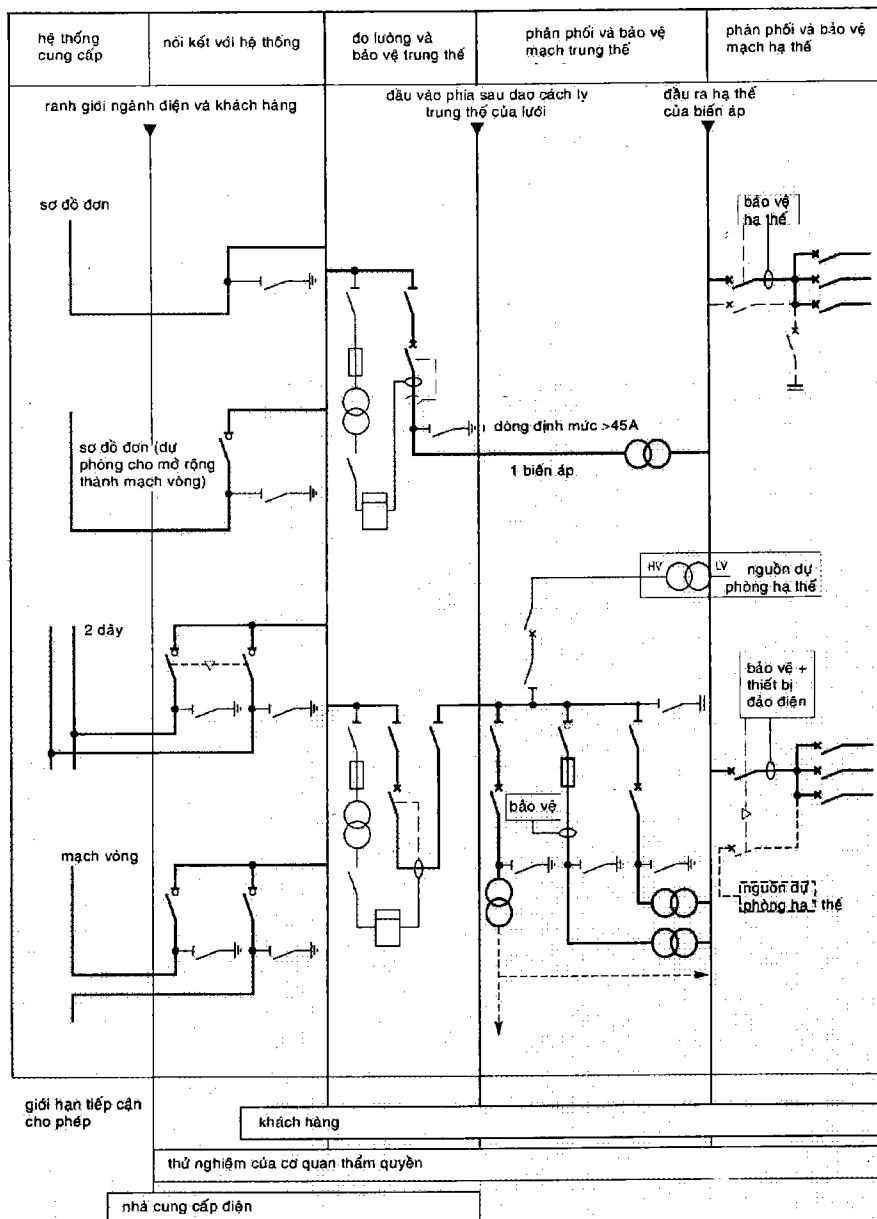 hệ thống
cung cấp
nối kết với hệ thống
đo lường và
bảo vệ trung thế
phân phối và bảo vệ
mạch trung thế
phân phối và bảo vệ
mạch hạ thế
ranh giới ngành điện và khách hàng
đầu vào phía sau dao cách ly
trung thế của lưới
đầu ra hạ thế
của biến áp
sơ đồ đơn
bảo vệ
hạ thế
sơ đồ đơn (dự
phòng cho mở rộng
thành mạch vòng)
dòng định mức >45A
1 biến áp
HV
LV
nguồn dự
phòng hạ thế
2 dây
bảo vệ +
thiết bị
đảo điện
bảo vệ
mạch vòng
nguồn dự
phòng hạ thế
giới hạn tiếp cận
cho phép
khách hàng
thử nghiệm của cơ quan thẩm quyền
nhà cung cấp điện